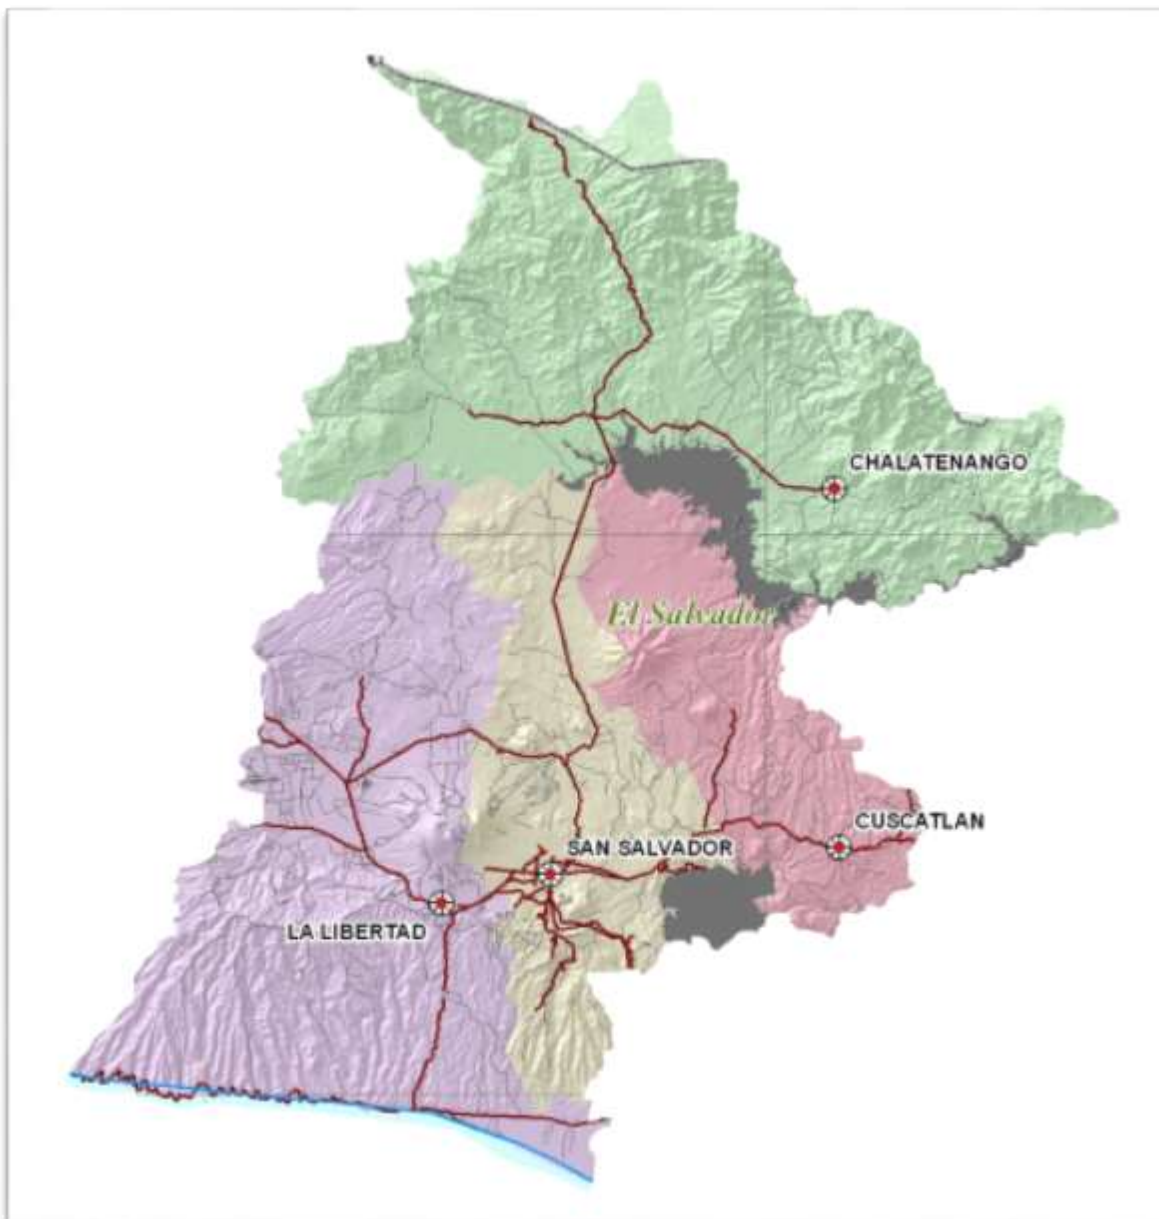 CHALATENANGO
El Salvador
CUSCATLAN
SAN SALVADOR
LA LIBERTAD